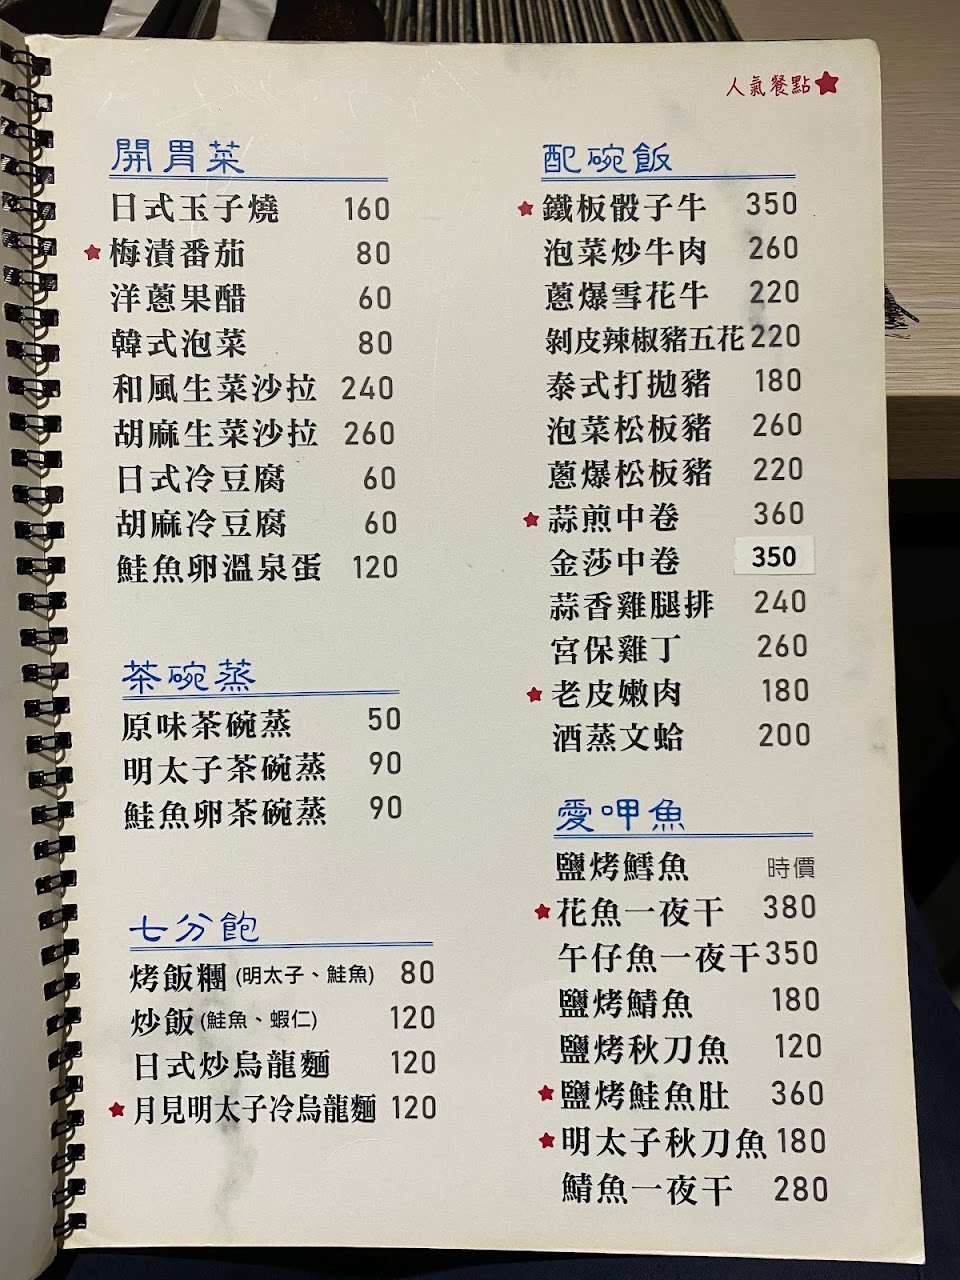 人氣餐點★
開胃菜
日式玉子燒 160
★梅漬番茄 80
洋蔥果醋 60
韓式泡菜 80
和風生菜沙拉 240
胡麻生菜沙拉 260
日式冷豆腐 60
胡麻冷豆腐 60
鮭魚卵溫泉蛋 120
茶碗蒸
原味茶碗蒸 50
明太子茶碗蒸 90
鮭魚卵茶碗蒸 90
七分飽
烤飯糰(明太子、鮭魚) 80
炒飯(鮭魚、蝦仁) 120
日式炒烏龍麵 120
★月見明太子冷烏龍麵 120
配碗飯
★鐵板骰子牛 350
泡菜炒牛肉 260
蔥爆雪花牛 220
剝皮辣椒豬五花 220
泰式打拋豬 180
泡菜松板豬 260
蔥爆松板豬 220
★蒜煎中卷 360
金莎中卷 350
蒜香雞腿排 240
宮保雞丁 260
★老皮嫩肉 180
酒蒸文蛤 200
愛呷魚
鹽烤鱈魚 時價
★花魚一夜干 380
午仔魚一夜干 350
鹽烤鯖魚 180
鹽烤秋刀魚 120
★鹽烤鮭魚肚 360
★明太子秋刀魚 180
鯖魚一夜干 280